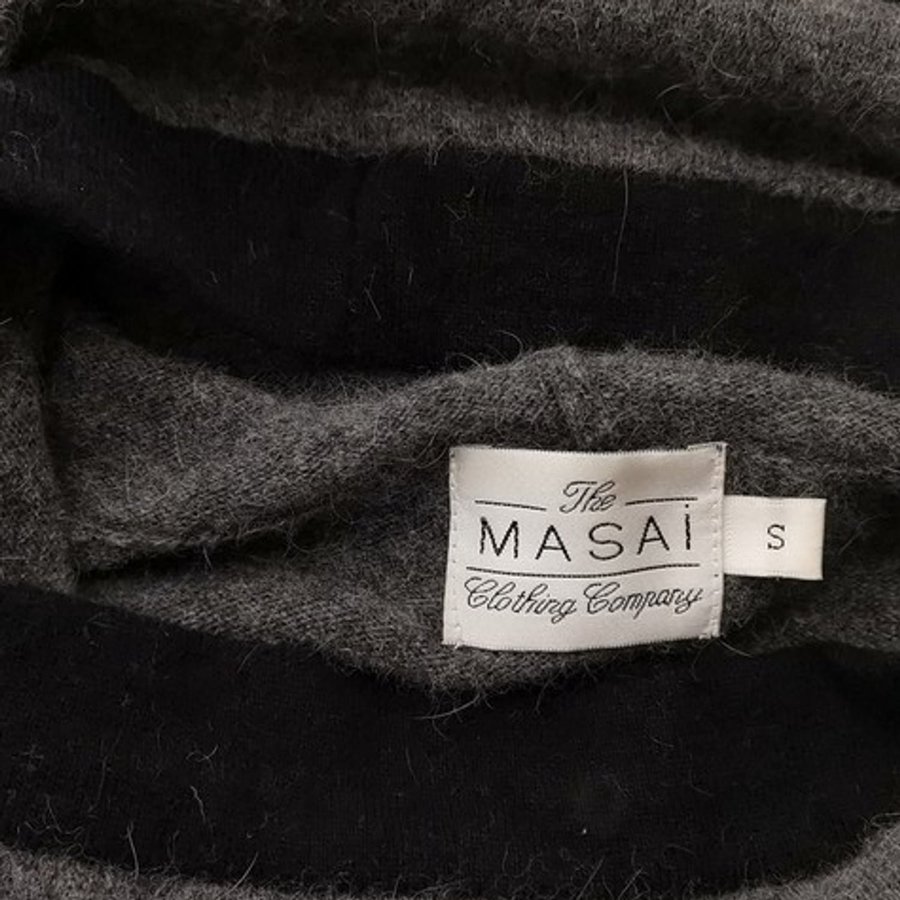 The
MASAi
Clothing Company
S